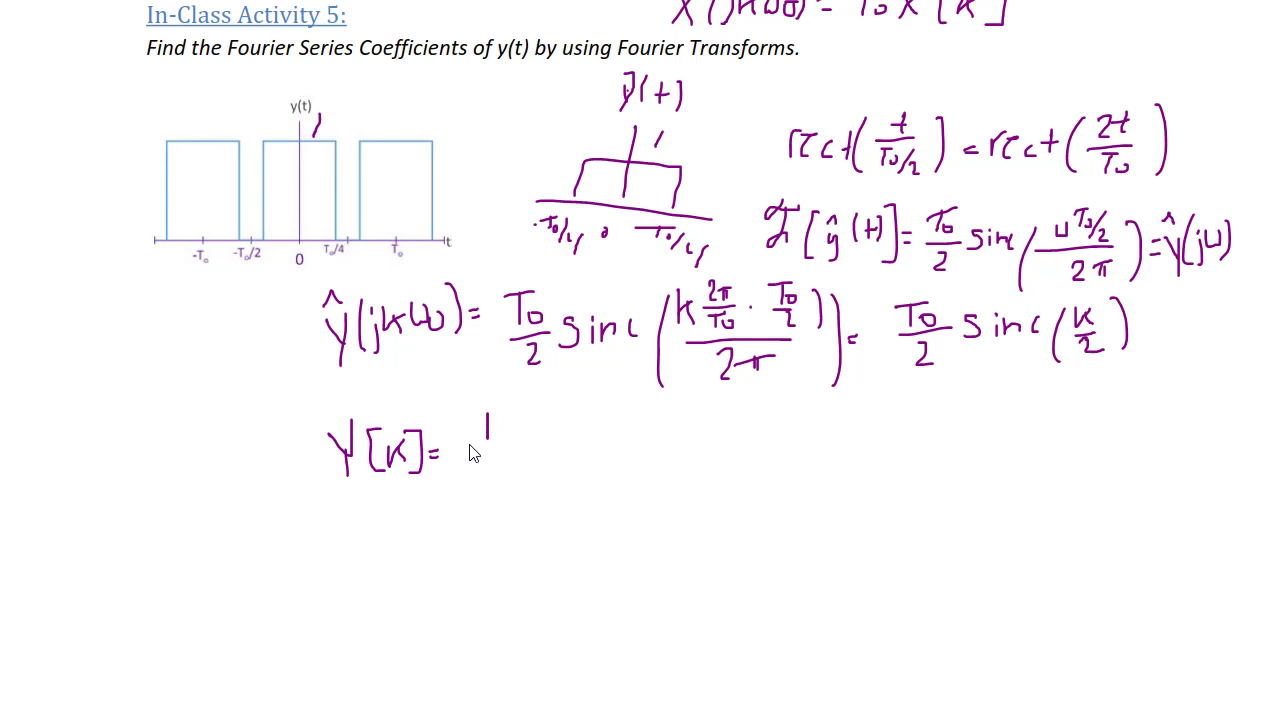 In-Class Activity 5:
X(jkω0) = T0 X[k]
Find the Fourier Series Coefficients of y(t) by using Fourier Transforms.
y(t)
1
-T₀ -T₀/2 0 T₀/4 T₀ t
ŷ(t)
1
-T0/4 0 T0/4
rect(t/(T0/2)) = rect(2t/T0)
ℱ[ŷ(t)] = T0/2 sinc(ω T0/2 / 2π) = Ŷ(jω)
Ŷ(jkω0) = T0/2 sinc(k 2π/T0 · T0/2 / 2π) = T0/2 sinc(k/2)
Y[k] = 1